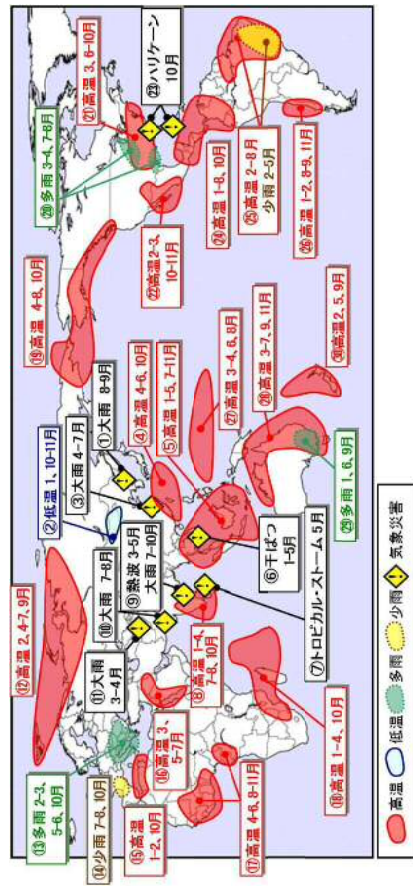 ①大雨 8-9月
②低温 1、10-11月
③大雨 4-7月
④高温 4-6、10月
⑤高温 1-5、7-11月
⑥干ばつ
1-5月
⑦トロピカル・ストーム 5月
⑧高温 1-4、
7-8、10月
⑨熱波 3-5月
大雨 7-10月
⑩大雨 7-8月
⑪大雨
3-4月
⑫高温 2、4-7、9月
⑬多雨 2-3、
5-6、10月
⑭少雨 7-8、10月
⑮高温
1-2、10月
⑯高温 3、
5-7月
⑰高温 4-6、8-11月
⑱高温 1-4、10月
⑲高温 4-8、10月
⑳多雨 3-4、7-8月
㉑高温 3、6-10月
㉒高温2-3、
10-11月
㉓ハリケーン
10月
㉔高温 1-8、10月
㉕高温 2-8月
少雨 2-5月
㉖高温 1-2、8-9、11月
㉗高温 3-4、6、8月
㉘高温 3-7、9、11月
㉙多雨 1、6、9月
㉚高温2、5、9月
高温
低温
多雨
少雨
気象災害